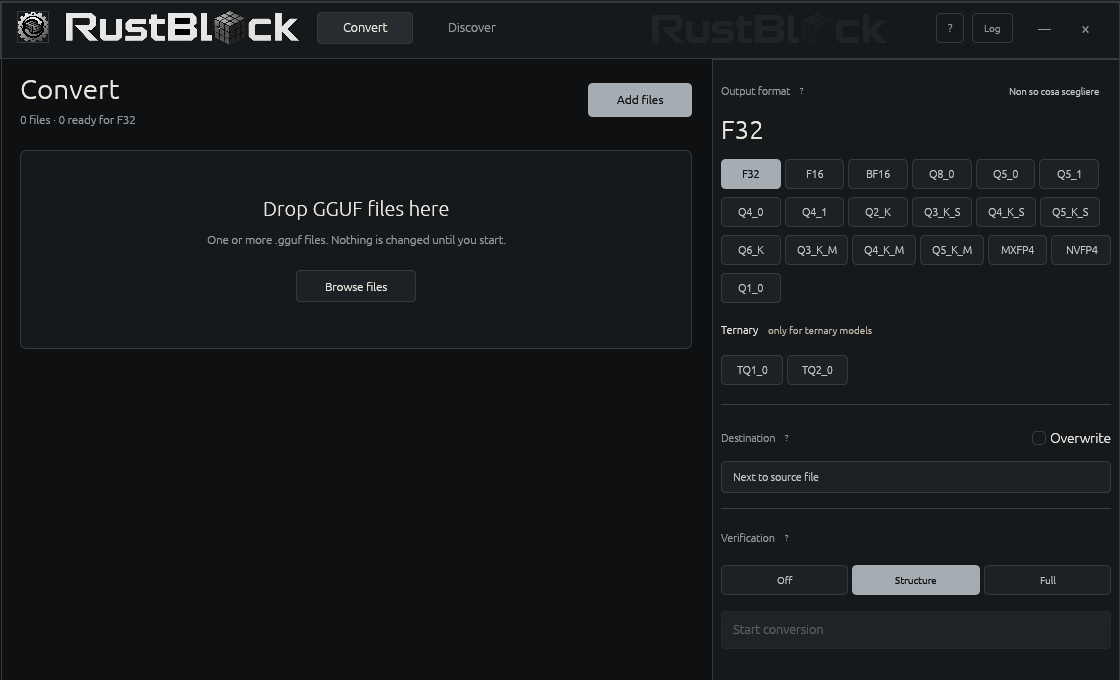 RustBlock
Convert
Discover
RustBlock
?
Log
Convert
0 files · 0 ready for F32
Add files
Drop GGUF files here
One or more .gguf files. Nothing is changed until you start.
Browse files
Output format ?
Non so cosa scegliere
F32
F32 F16 BF16 Q8_0 Q5_0 Q5_1
Q4_0 Q4_1 Q2_K Q3_K_S Q4_K_S Q5_K_S
Q6_K Q3_K_M Q4_K_M Q5_K_M MXFP4 NVFP4
Q1_0
Ternary only for ternary models
TQ1_0 TQ2_0
Destination ?
Overwrite
Next to source file
Verification ?
Off Structure Full
Start conversion